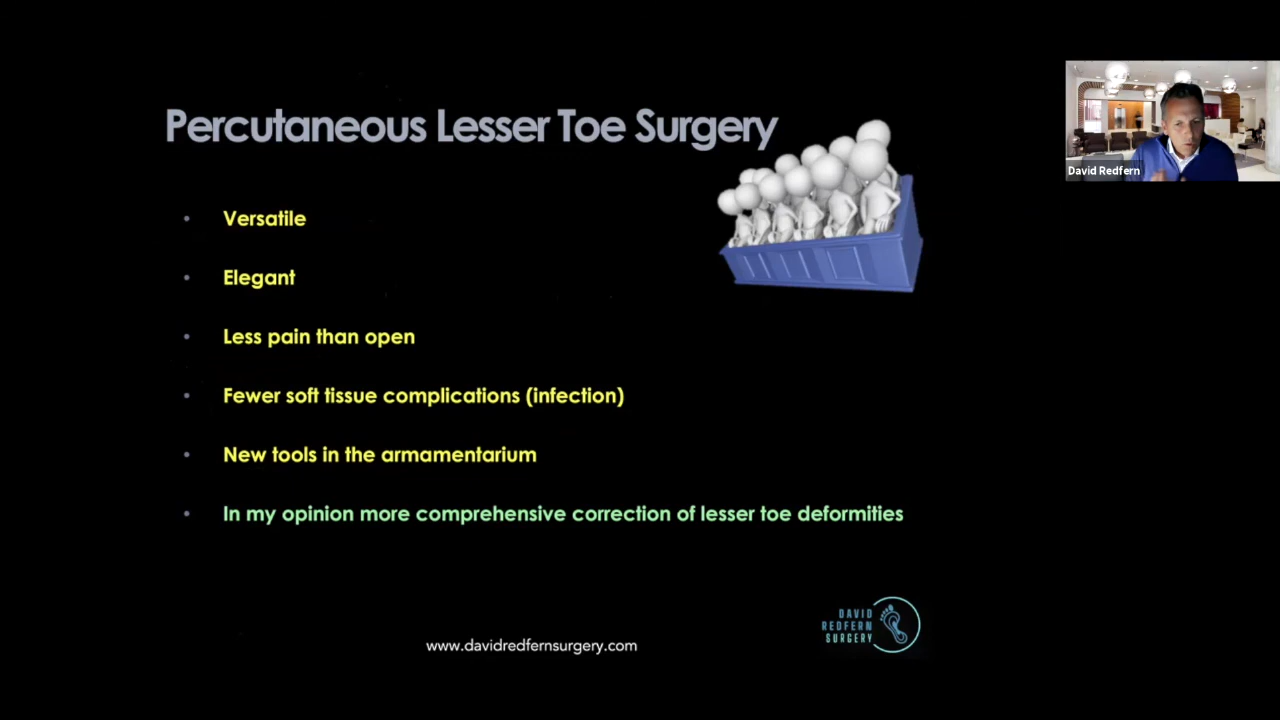 Percutaneous Lesser Toe Surgery
David Redfern
• Versatile
• Elegant
• Less pain than open
• Fewer soft tissue complications (infection)
• New tools in the armamentarium
• In my opinion more comprehensive correction of lesser toe deformities
DAVID
REDFERN
SURGERY
www.davidredfernsurgery.com